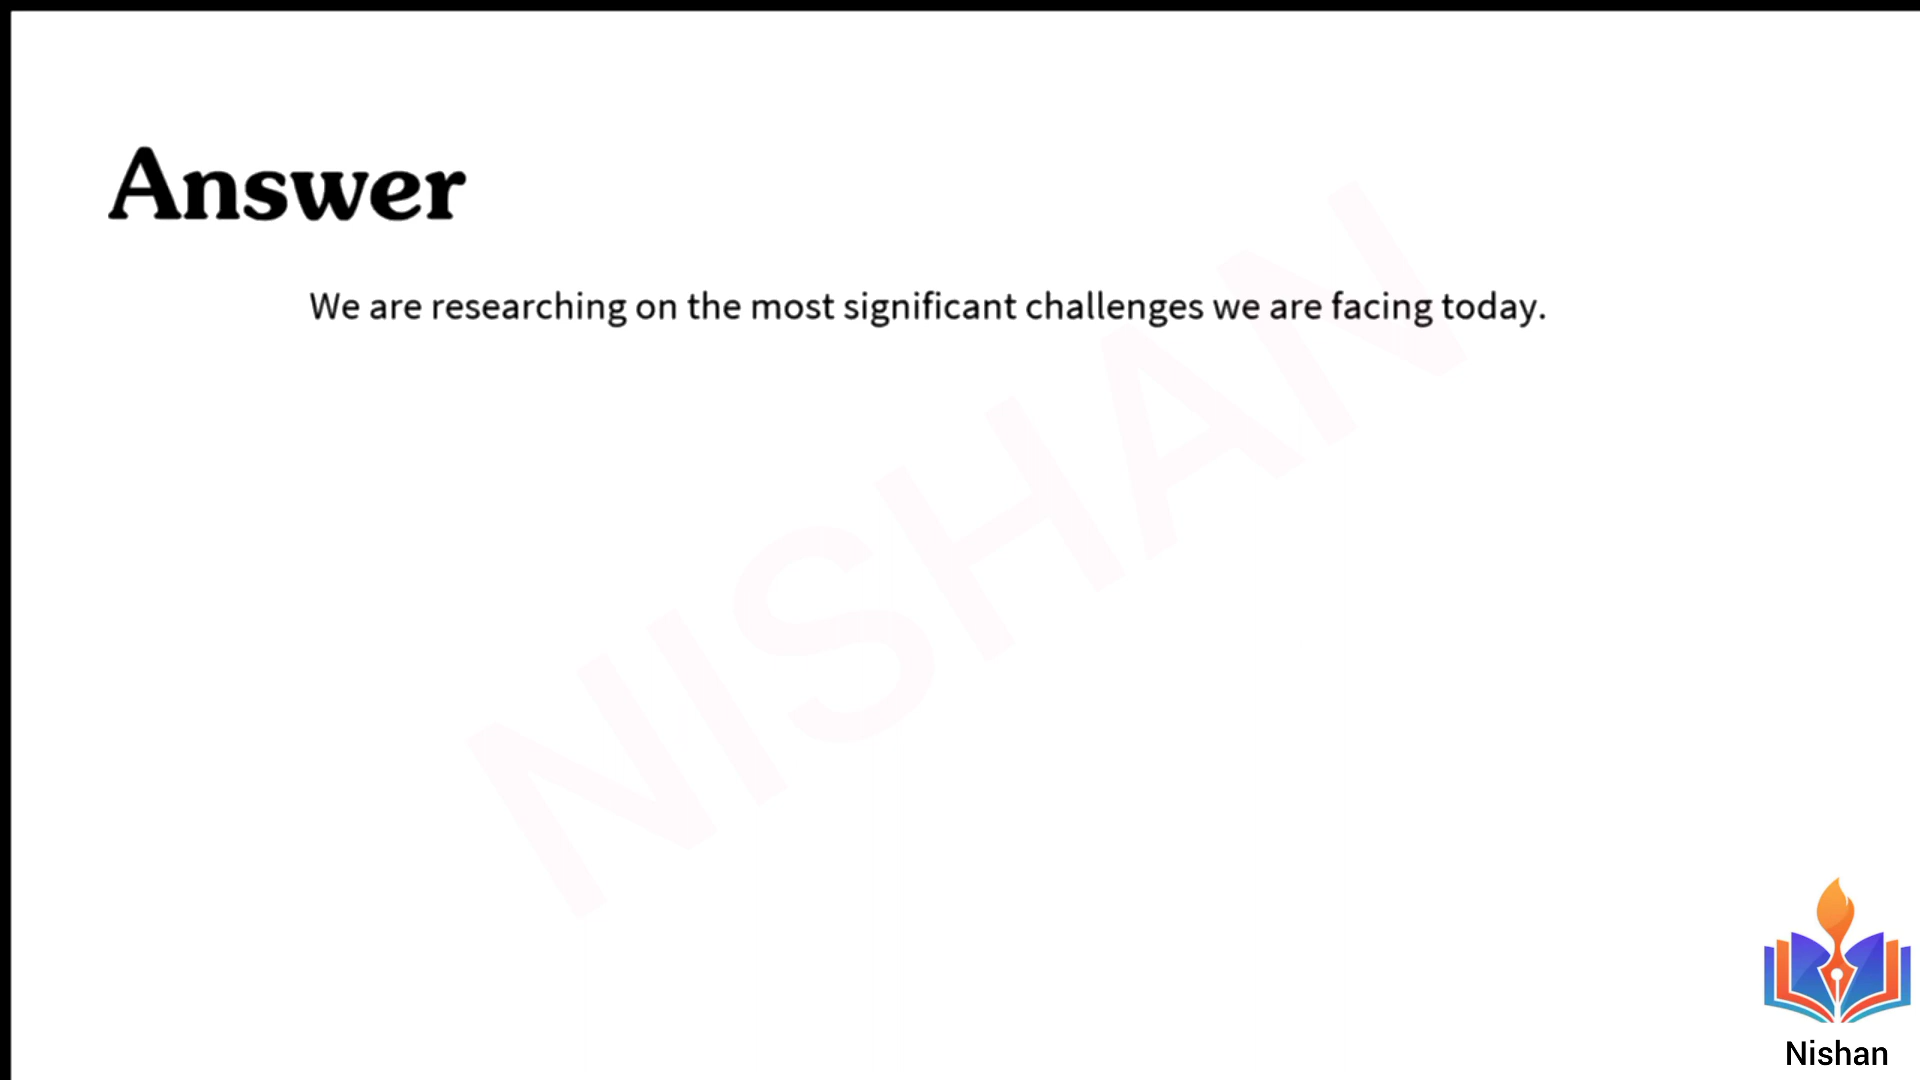 Answer
We are researching on the most significant challenges we are facing today.
NISHAN
Nishan